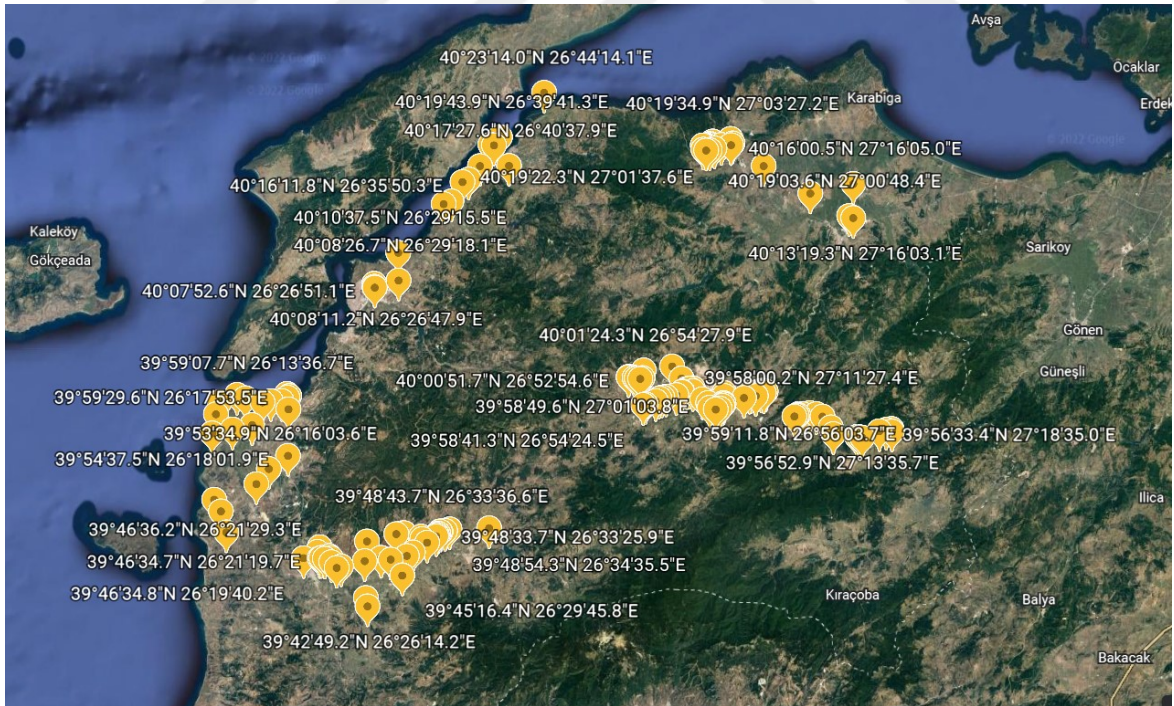 Avşa
40°23'14.0"N 26°44'14.1"E
Ocaklar
40°19'43.9"N 26°39'41.3"E
40°19'34.9"N 27°03'27.2"E
Karabiga
Erdek
40°17'27.6"N 26°40'37.9"E
© 2022 Google
40°16'00.5"N 27°16'05.0"E
40°16'11.8"N 26°35'50.3"E
40°19'22.3"N 27°01'37.6"E
40°19'03.6"N 27°00'48.4"E
40°10'37.5"N 26°29'15.5"E
Kaleköy
40°08'26.7"N 26°29'18.1"E
Gökçeada
40°13'19.3"N 27°16'03.1"E
Sarikoy
40°07'52.6"N 26°26'51.1"E
40°08'11.2"N 26°26'47.9"E
Gönen
40°01'24.3"N 26°54'27.9"E
39°59'07.7"N 26°13'36.7"E
Güneşli
40°00'51.7"N 26°52'54.6"E
39°58'00.2"N 27°11'27.4"E
39°59'29.6"N 26°17'53.5"E
39°58'49.6"N 27°01'03.8"E
39°53'34.9"N 26°16'03.6"E
39°58'41.3"N 26°54'24.5"E
39°59'11.8"N 26°56'03.7"E
39°56'33.4"N 27°18'35.0"E
39°54'37.5"N 26°18'01.9"E
39°56'52.9"N 27°13'35.7"E
39°48'43.7"N 26°33'36.6"E
Ilica
39°46'36.2"N 26°21'29.3"E
39°48'33.7"N 26°33'25.9"E
39°46'34.7"N 26°21'19.7"E
39°48'54.3"N 26°34'35.5"E
39°46'34.8"N 26°19'40.2"E
Kıraçoba
Balya
39°45'16.4"N 26°29'45.8"E
39°42'49.2"N 26°26'14.2"E
Bakacak